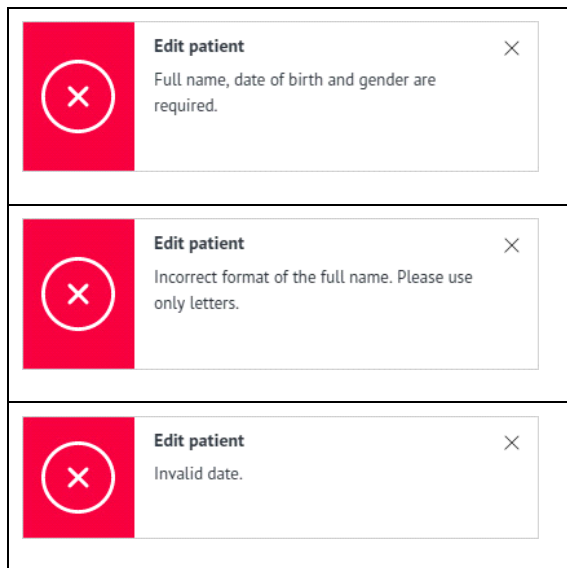 Edit patient
Full name, date of birth and gender are
required.
Edit patient
Incorrect format of the full name. Please use
only letters.
Edit patient
Invalid date.